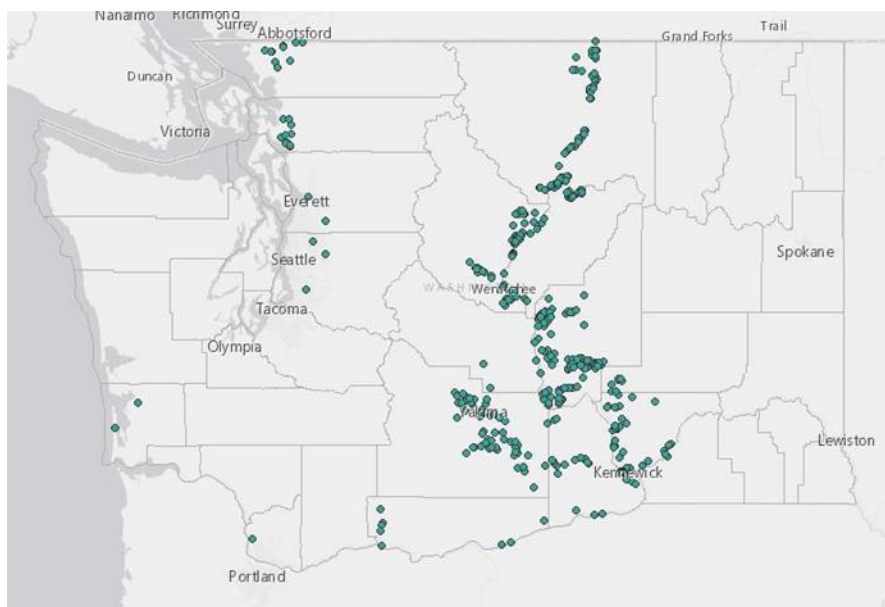 Nanaimo
Richmond
Surrey
Abbotsford
Trail
Grand Forks
Duncan
Victoria
Everett
Seattle
Spokane
Wenatchee
Tacoma
Olympia
Yakima
Lewiston
Kennewick
Portland